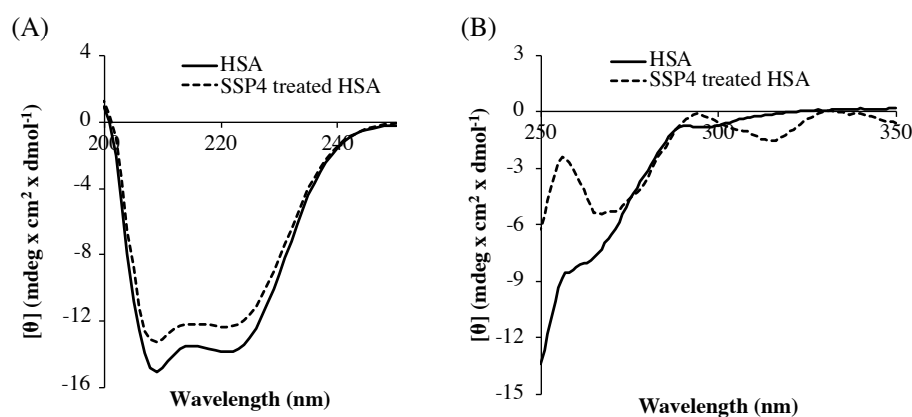 (A)
4
HSA
SSP4 treated HSA
0
200
220
240
-4
-8
-12
-16
[θ] (mdeg x cm² x dmol⁻¹)
Wavelength (nm)
(B)
3
HSA
SSP4 treated HSA
0
250
300
350
-3
-6
-9
-12
-15
[θ] (mdeg x cm² x dmol⁻¹)
Wavelength (nm)